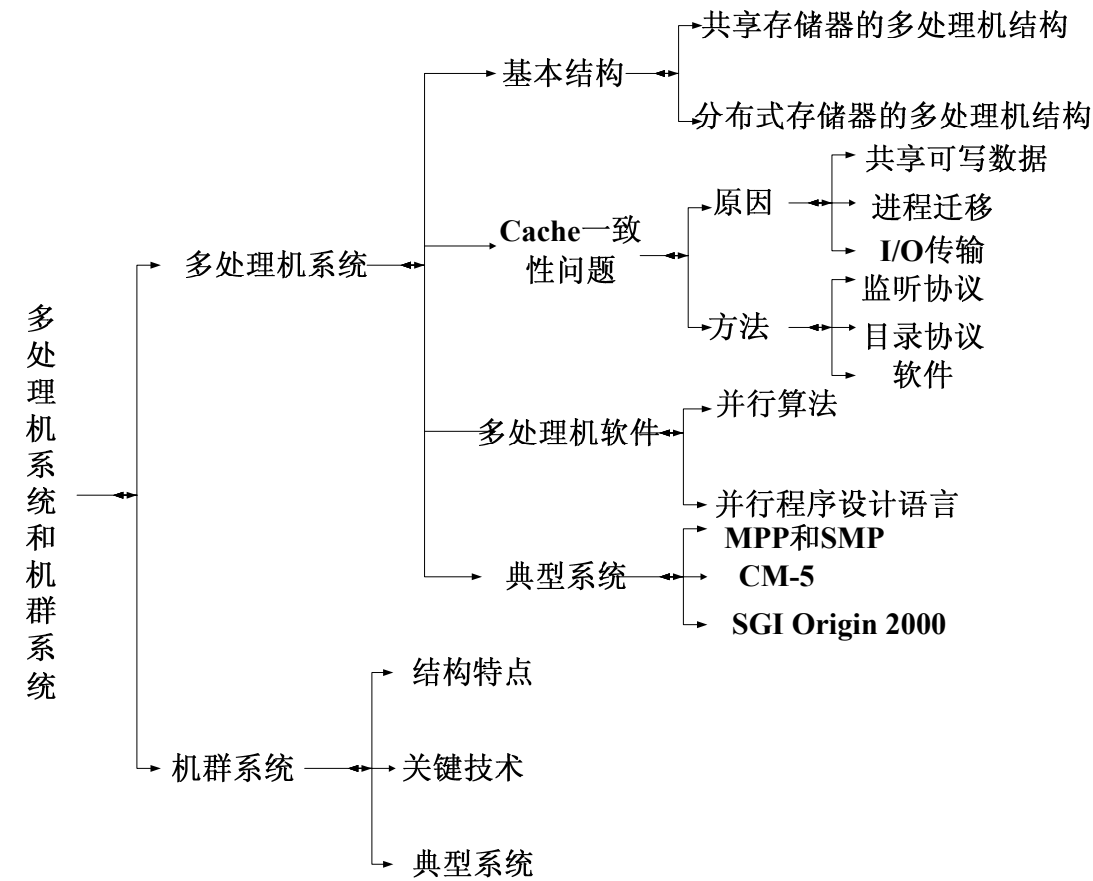 多处理机系统和机群系统
多处理机系统
基本结构
共享存储器的多处理机结构
分布式存储器的多处理机结构
Cache一致
性问题
原因
共享可写数据
进程迁移
I/O传输
方法
监听协议
目录协议
软件
多处理机软件
并行算法
并行程序设计语言
典型系统
MPP和SMP
CM-5
SGI Origin 2000
机群系统
结构特点
关键技术
典型系统